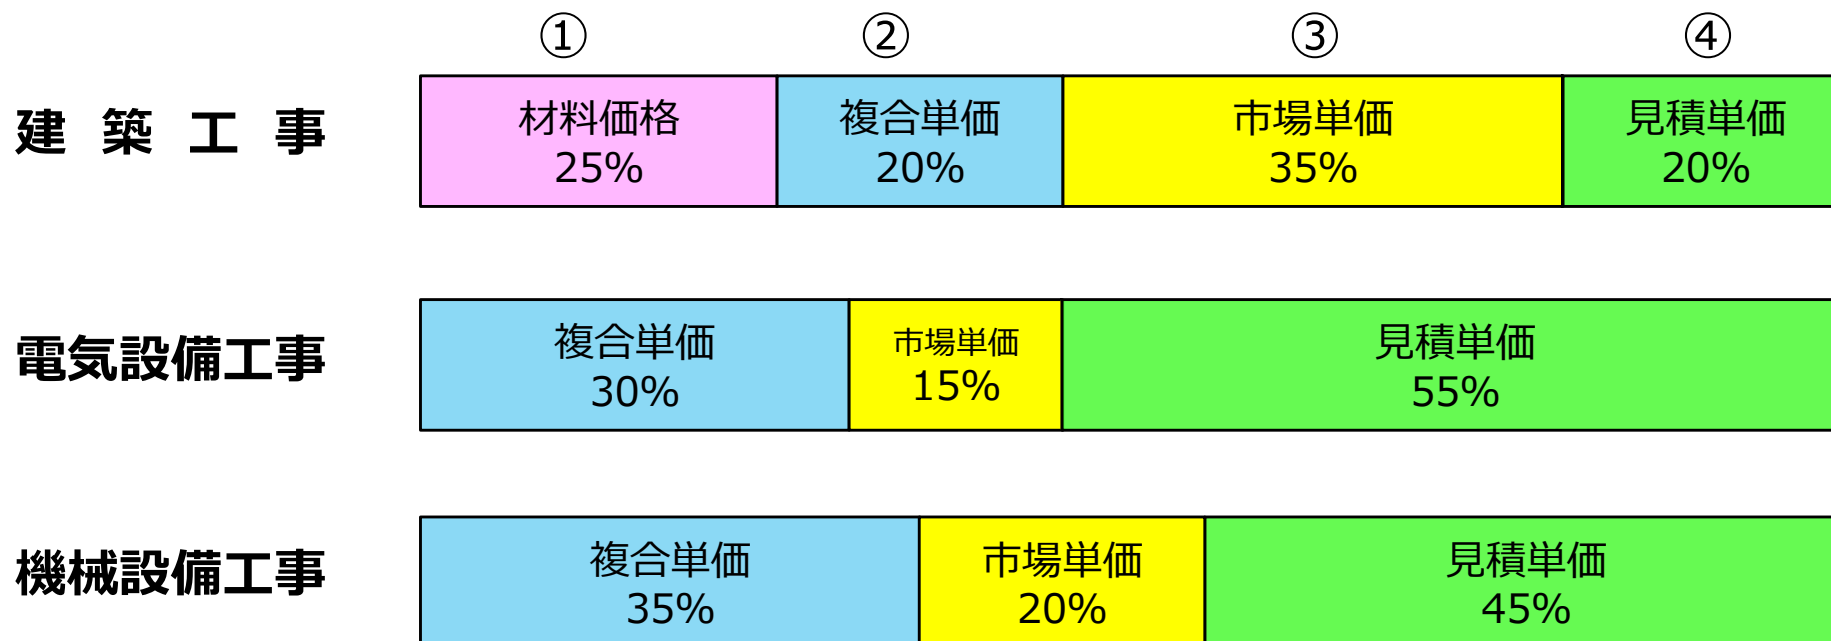 ① ② ③ ④
建築工事
材料価格
25%
複合単価
20%
市場単価
35%
見積単価
20%
電気設備工事
複合単価
30%
市場単価
15%
見積単価
55%
機械設備工事
複合単価
35%
市場単価
20%
見積単価
45%